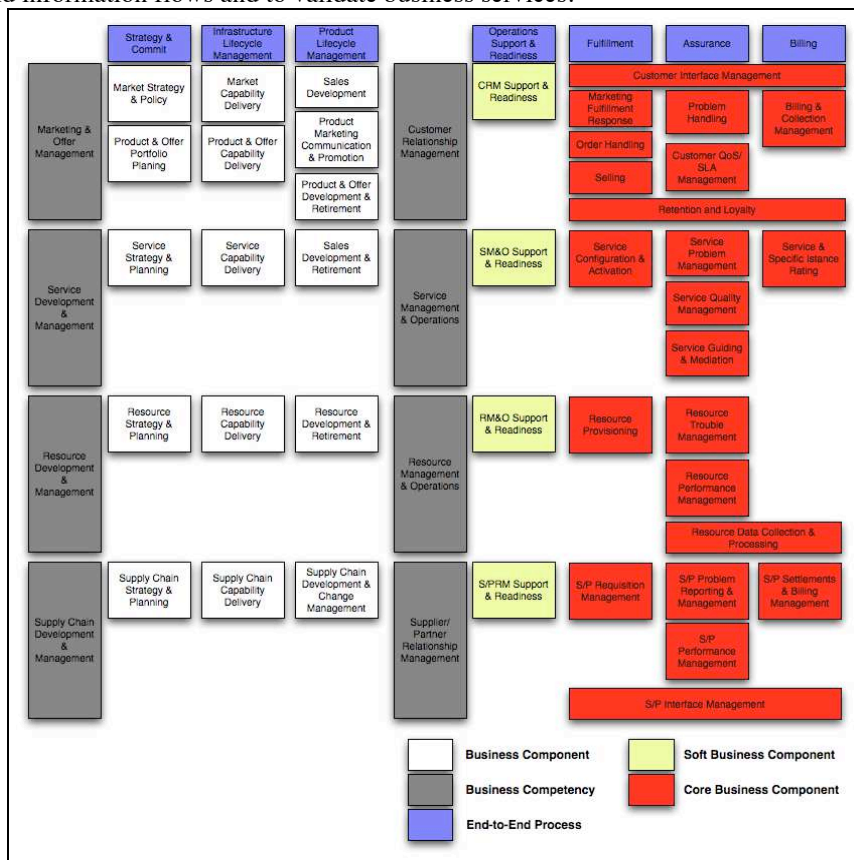 d information flows and to validate business services.
Strategy &
Commit
Infrastructure
Lifecycle
Management
Product
Lifecycle
Management
Operations
Support &
Readiness
Fulfillment
Assurance
Billing
Marketing &
Offer
Management
Market Strategy
& Policy
Market
Capability
Delivery
Sales
Development
Product & Offer
Portfolio
Planing
Product & Offer
Capability
Delivery
Product
Marketing
Communication
& Promotion
Product & Offer
Development &
Retirement
Customer
Relationship
Management
CRM Support &
Readiness
Customer Interface Management
Marketing
Fulfillment
Response
Problem
Handling
Billing &
Collection
Management
Order Handling
Customer QoS/
SLA
Management
Selling
Retention and Loyalty
Service
Development
&
Management
Service
Strategy &
Planning
Service
Capability
Delivery
Sales
Development &
Retirement
Service
Management
& Operations
SM&O Support
& Readiness
Service
Configuration &
Activation
Service
Problem
Management
Service &
Specific Istance
Rating
Service Quality
Management
Service Guiding
& Mediation
Resource
Development
&
Management
Resource
Strategy &
Planning
Resource
Capability
Delivery
Resource
Development &
Retirement
Resource
Management
& Operations
RM&O Support
& Readiness
Resource
Provisioning
Resource
Trouble
Management
Resource
Performance
Management
Resource Data Collection &
Processing
Supply Chain
Development
&
Management
Supply Chain
Strategy &
Planning
Supply Chain
Capability
Delivery
Supply Chain
Development &
Change
Management
Supplier/
Partner
Relationship
Management
S/PRM Support
& Readiness
S/P Requisition
Management
S/P Problem
Reporting &
Management
S/P Settlements
& Billing
Management
S/P
Performance
Management
S/P Interface Management
Business Component
Soft Business Component
Business Competency
Core Business Component
End-to-End Process